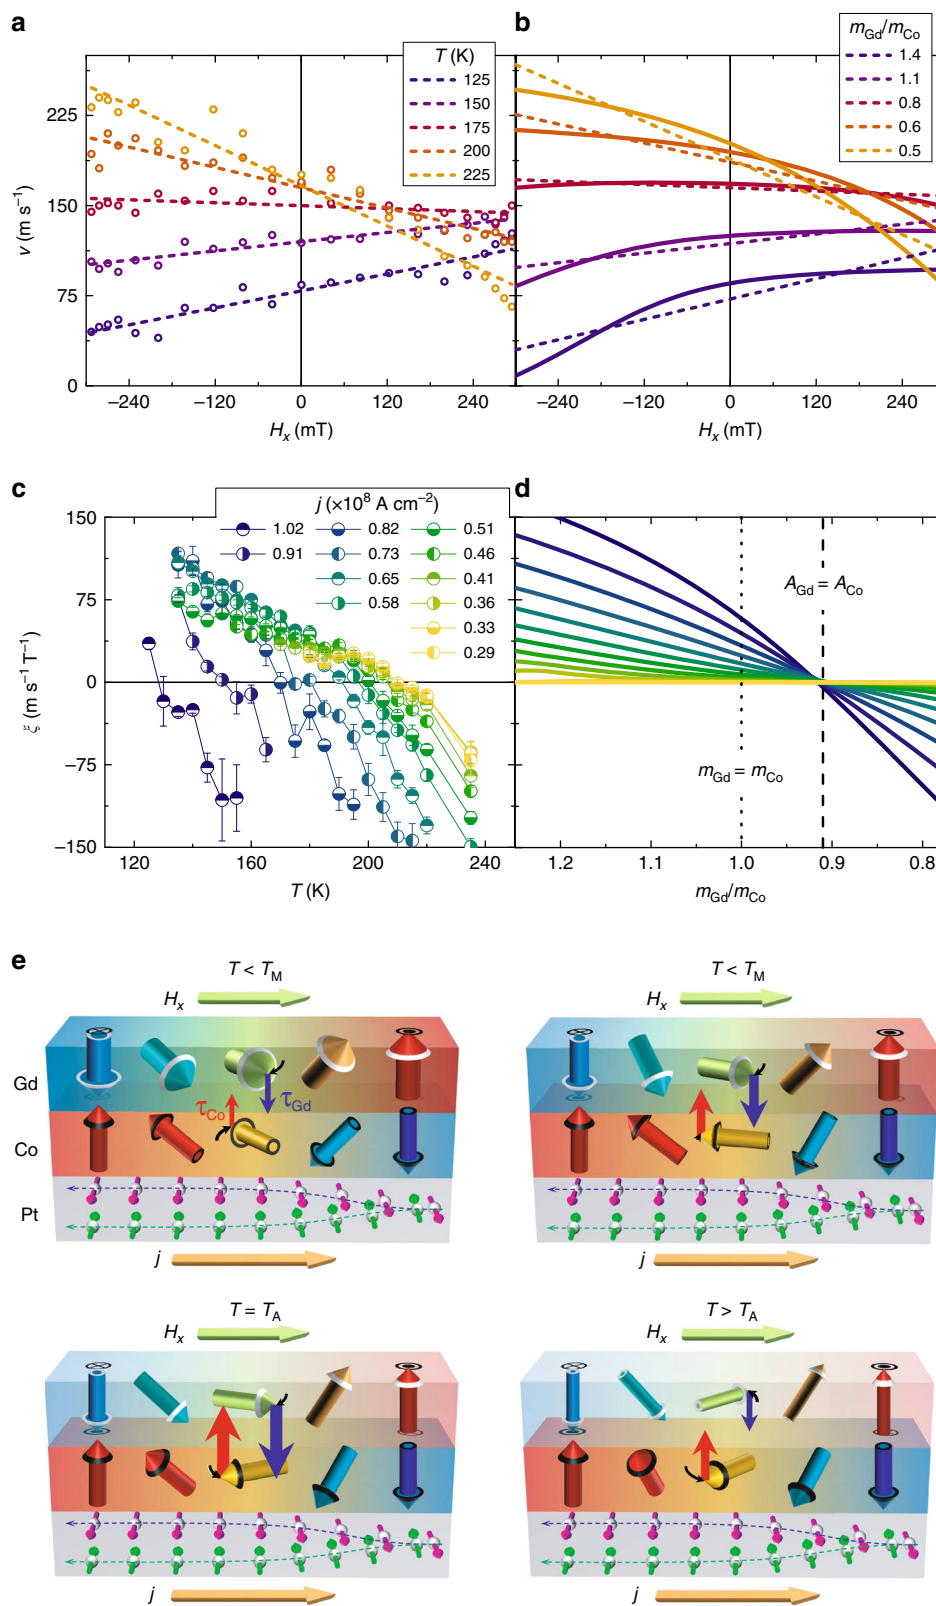 a
b
T (K)
125
150
175
200
225
m_Gd/m_Co
1.4
1.1
0.8
0.6
0.5
225
150
75
0
v (m s⁻¹)
–240 –120 0 120 240
–240 –120 0 120 240
H_x (mT)
H_x (mT)
c
d
j (×10⁸ A cm⁻²)
1.02 0.82 0.51
0.91 0.73 0.46
0.65 0.41
0.58 0.36
0.33
0.29
150
75
0
–75
–150
ξ (m s⁻¹ T⁻¹)
A_Gd = A_Co
m_Gd = m_Co
120 160 200 240
1.2 1.1 1.0 0.9 0.8
T (K)
m_Gd/m_Co
e
T < T_M
H_x
T < T_M
H_x
Gd
Co
Pt
τ_Co
τ_Gd
j
j
T = T_A
H_x
T > T_A
H_x
j
j